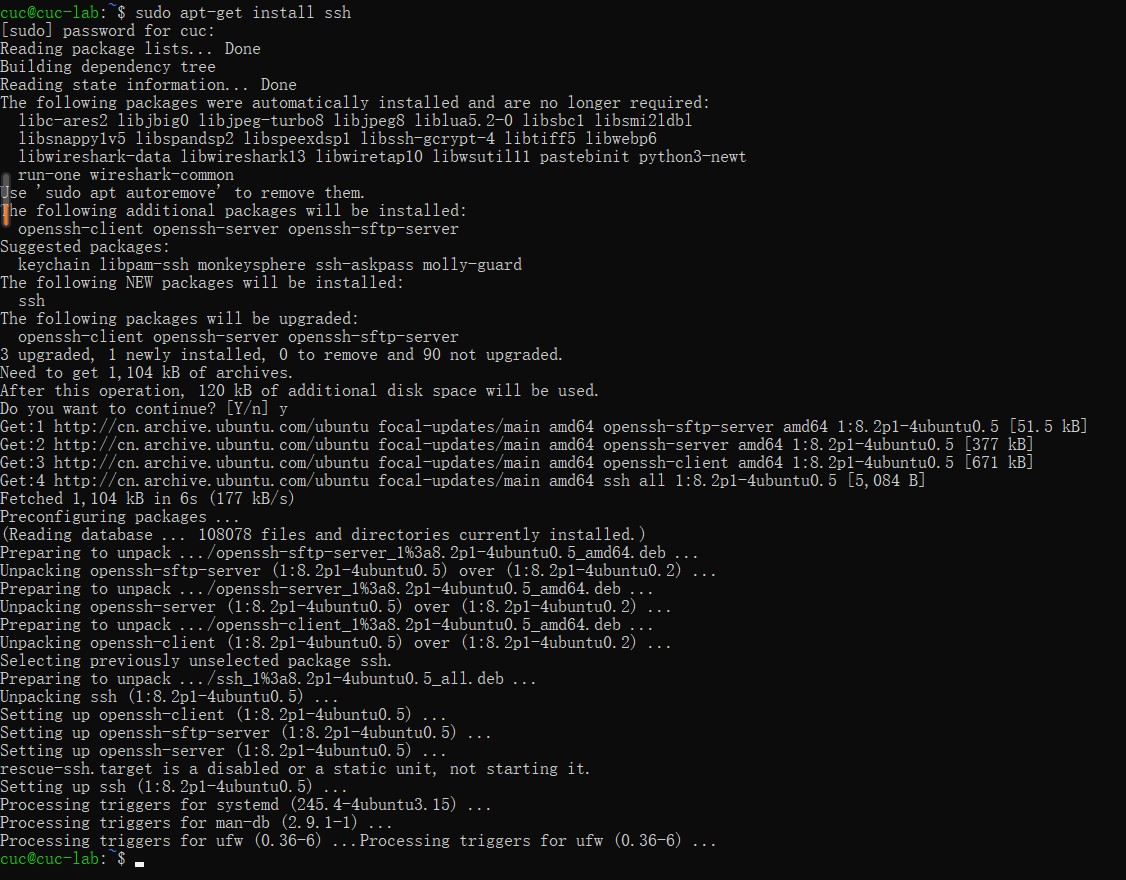 cuc@cuc-lab:~$ sudo apt-get install ssh
[sudo] password for cuc:
Reading package lists... Done
Building dependency tree
Reading state information... Done
The following packages were automatically installed and are no longer required:
  libc-ares2 libjbig0 libjpeg-turbo8 libjpeg8 liblua5.2-0 libsbc1 libsmi2ldbl
  libsnappy1v5 libspandsp2 libspeexdsp1 libssh-gcrypt-4 libtiff5 libwebp6
  libwireshark-data libwireshark13 libwiretap10 libwsutil11 pastebinit python3-newt
  run-one wireshark-common
Use 'sudo apt autoremove' to remove them.
The following additional packages will be installed:
  openssh-client openssh-server openssh-sftp-server
Suggested packages:
  keychain libpam-ssh monkeysphere ssh-askpass molly-guard
The following NEW packages will be installed:
  ssh
The following packages will be upgraded:
  openssh-client openssh-server openssh-sftp-server
3 upgraded, 1 newly installed, 0 to remove and 90 not upgraded.
Need to get 1,104 kB of archives.
After this operation, 120 kB of additional disk space will be used.
Do you want to continue? [Y/n] y
Get:1 http://cn.archive.ubuntu.com/ubuntu focal-updates/main amd64 openssh-sftp-server amd64 1:8.2p1-4ubuntu0.5 [51.5 kB]
Get:2 http://cn.archive.ubuntu.com/ubuntu focal-updates/main amd64 openssh-server amd64 1:8.2p1-4ubuntu0.5 [377 kB]
Get:3 http://cn.archive.ubuntu.com/ubuntu focal-updates/main amd64 openssh-client amd64 1:8.2p1-4ubuntu0.5 [671 kB]
Get:4 http://cn.archive.ubuntu.com/ubuntu focal-updates/main amd64 ssh all 1:8.2p1-4ubuntu0.5 [5,084 B]
Fetched 1,104 kB in 6s (177 kB/s)
Preconfiguring packages ...
(Reading database ... 108078 files and directories currently installed.)
Preparing to unpack .../openssh-sftp-server_1%3a8.2p1-4ubuntu0.5_amd64.deb ...
Unpacking openssh-sftp-server (1:8.2p1-4ubuntu0.5) over (1:8.2p1-4ubuntu0.2) ...
Preparing to unpack .../openssh-server_1%3a8.2p1-4ubuntu0.5_amd64.deb ...
Unpacking openssh-server (1:8.2p1-4ubuntu0.5) over (1:8.2p1-4ubuntu0.2) ...
Preparing to unpack .../openssh-client_1%3a8.2p1-4ubuntu0.5_amd64.deb ...
Unpacking openssh-client (1:8.2p1-4ubuntu0.5) over (1:8.2p1-4ubuntu0.2) ...
Selecting previously unselected package ssh.
Preparing to unpack .../ssh_1%3a8.2p1-4ubuntu0.5_all.deb ...
Unpacking ssh (1:8.2p1-4ubuntu0.5) ...
Setting up openssh-client (1:8.2p1-4ubuntu0.5) ...
Setting up openssh-sftp-server (1:8.2p1-4ubuntu0.5) ...
Setting up openssh-server (1:8.2p1-4ubuntu0.5) ...
rescue-ssh.target is a disabled or a static unit, not starting it.
Setting up ssh (1:8.2p1-4ubuntu0.5) ...
Processing triggers for systemd (245.4-4ubuntu3.15) ...
Processing triggers for man-db (2.9.1-1) ...
Processing triggers for ufw (0.36-6) ...Processing triggers for ufw (0.36-6) ...
cuc@cuc-lab:~$